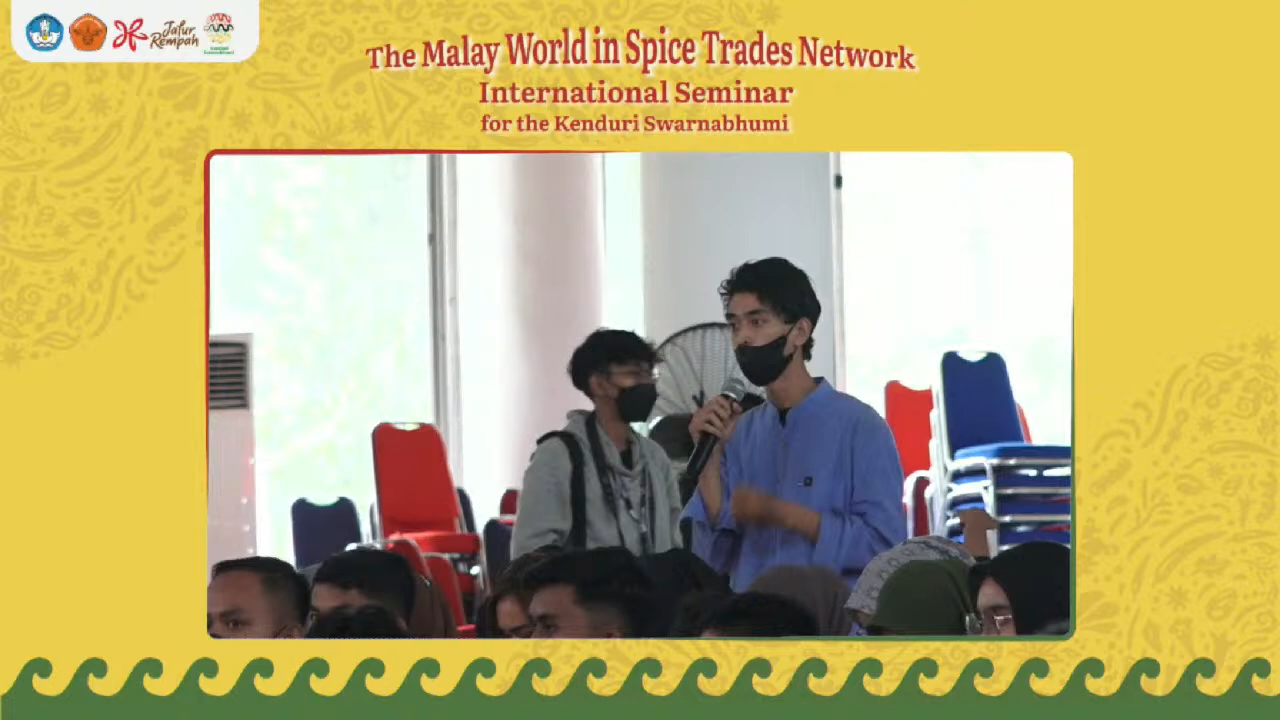 Jalur
Rempah
The Malay World in Spice Trades Network
International Seminar
for the Kenduri Swarnabhumi